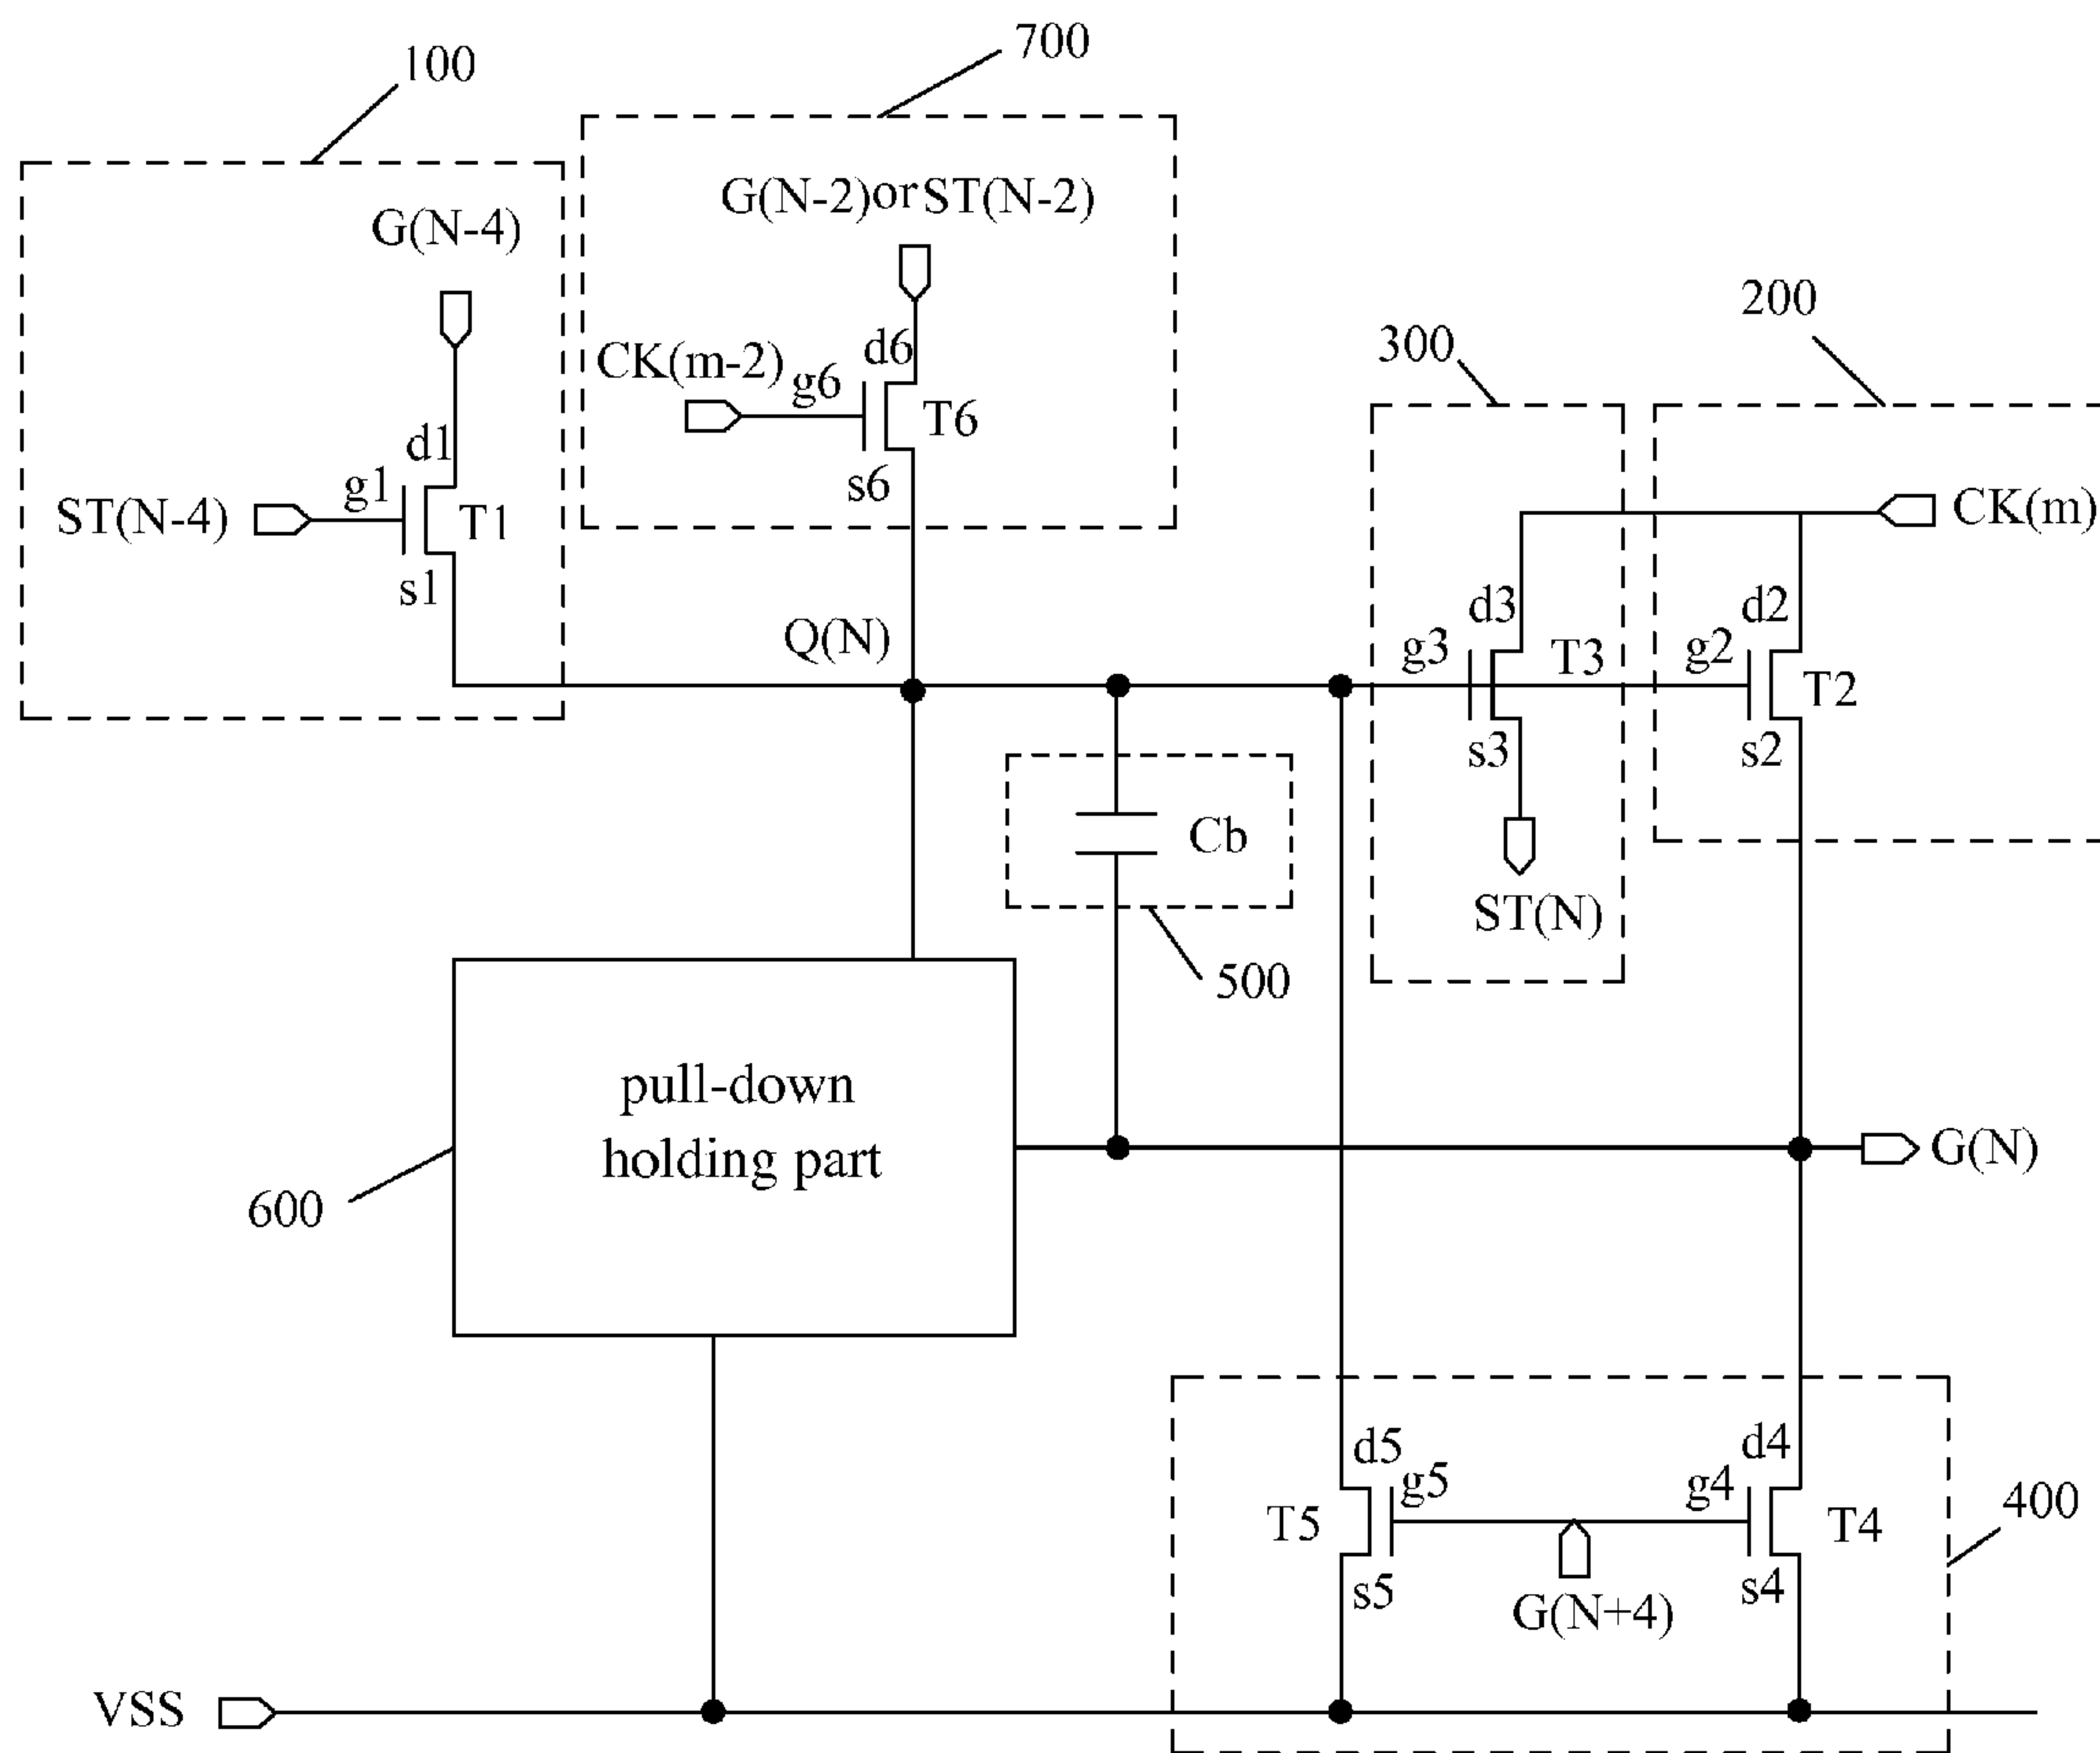 100
700
G(N-2)orST(N-2)
G(N-4)
200
300
CK(m-2)
g6
d6
T6
s6
d1
g1
ST(N-4)
T1
s1
CK(m)
d3
d2
Q(N)
g3
T3
g2
T2
s3
s2
Cb
ST(N)
500
pull-down
holding part
G(N)
600
d5
d4
g5
g4
400
T5
T4
s5
s4
G(N+4)
VSS